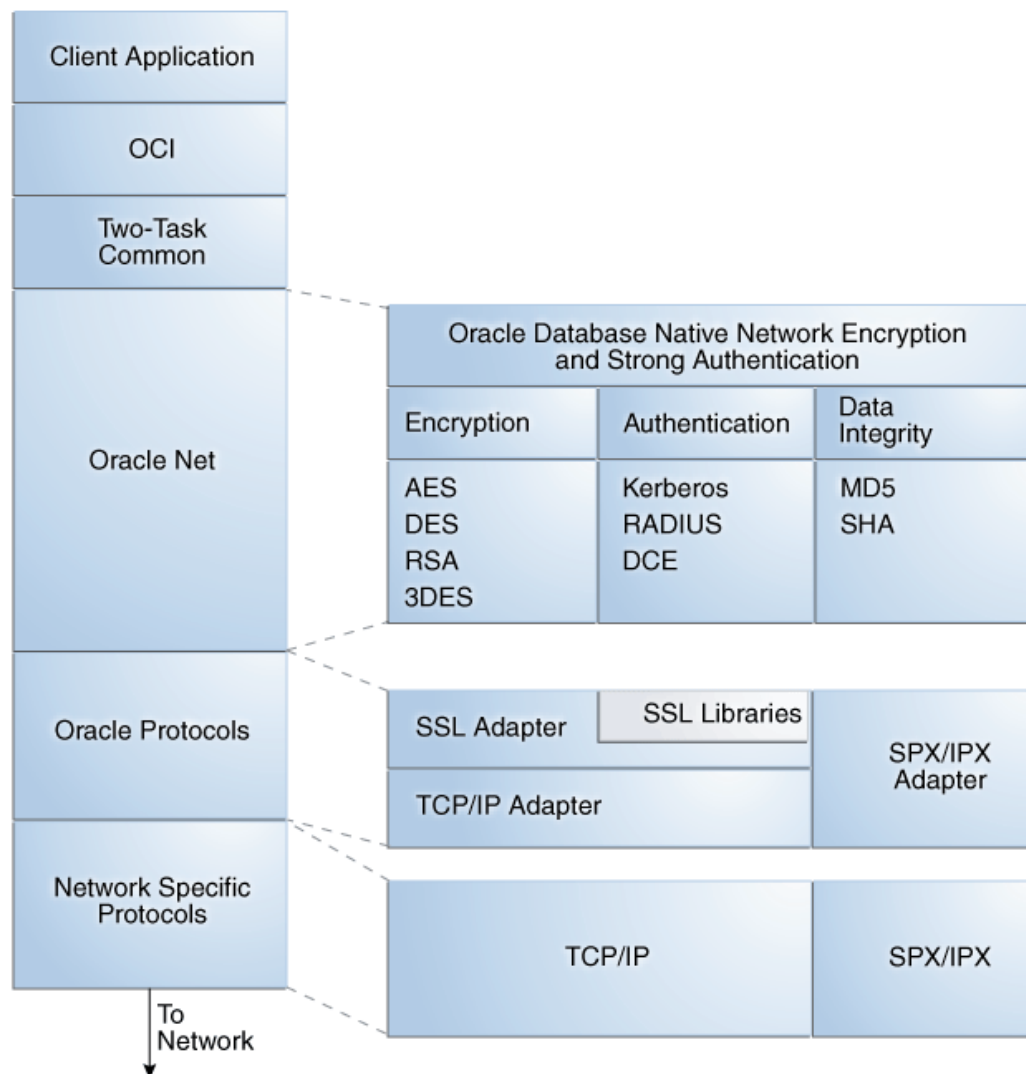 Client Application
OCI
Two-Task
Common
Oracle Net
Oracle Protocols
Network Specific
Protocols
To
Network
Oracle Database Native Network Encryption
and Strong Authentication
Encryption
Authentication
Data
Integrity
AES
DES
RSA
3DES
Kerberos
RADIUS
DCE
MD5
SHA
SSL Adapter
SSL Libraries
TCP/IP Adapter
SPX/IPX
Adapter
TCP/IP
SPX/IPX